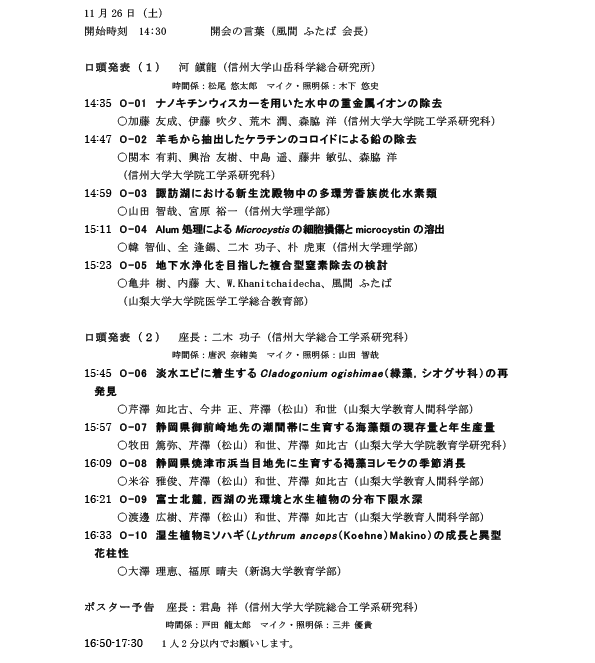 11月26日（土）
開始時刻　14:30　　　開会の言葉（風間 ふたば 会長）
口頭発表（１）　河 鎭龍（信州大学山岳科学総合研究所）
時間係：松尾 悠太郎　マイク・照明係：木下 悠史
14:35 O-01 ナノキチンウィスカーを用いた水中の重金属イオンの除去
○加藤 友成、伊藤 吹夕、荒木 潤、森脇 洋（信州大学大学院工学系研究科）
14:47 O-02 羊毛から抽出したケラチンのコロイドによる鉛の除去
○関本 有莉、興治 友樹、中島 遥、藤井 敏弘、森脇 洋
（信州大学大学院工学系研究科）
14:59 O-03 諏訪湖における新生沈殿物中の多環芳香族炭化水素類
○山田 智哉、宮原 裕一（信州大学理学部）
15:11 O-04 Alum 処理による Microcystis の細胞損傷と microcystin の溶出
○韓 智仙、全 逢錫、二木 功子、朴 虎東（信州大学理学部）
15:23 O-05 地下水浄化を目指した複合型窒素除去の検討
○亀井 樹、内藤 大、W.Khanitchaidecha、風間 ふたば
（山梨大学大学院医学工学総合教育部）
口頭発表（２）　座長：二木 功子（信州大学総合工学系研究科）
時間係：唐沢 奈緒美　マイク・照明係：山田 智哉
15:45 O-06 淡水エビに着生する Cladogonium ogishimae（緑藻，シオグサ科）の再
発見
○芹澤 如比古、今井 正、芹澤（松山）和世（山梨大学教育人間科学部）
15:57 O-07 静岡県御前崎地先の潮間帯に生育する海藻類の現存量と年生産量
○牧田 篤弥、芹澤（松山）和世、芹澤 如比古（山梨大学大学院教育学研究科）
16:09 O-08 静岡県焼津市浜当目地先に生育する褐藻ヨレモクの季節消長
○米谷 雅俊、芹澤（松山）和世、芹澤 如比古（山梨大学教育人間科学部）
16:21 O-09 富士北麓，西湖の光環境と水生植物の分布下限水深
○渡邊 広樹、芹澤（松山）和世、芹澤 如比古（山梨大学教育人間科学部）
16:33 O-10 湿生植物ミソハギ（Lythrum anceps（Koehne）Makino）の成長と異型
花柱性
○大澤 理恵、福原 晴夫（新潟大学教育学部）
ポスター予告　座長：君島 祥（信州大学大学院総合工学系研究科）
時間係：戸田 龍太郎　マイク・照明係：三井 優貴
16:50-17:30　１人２分以内でお願いします。